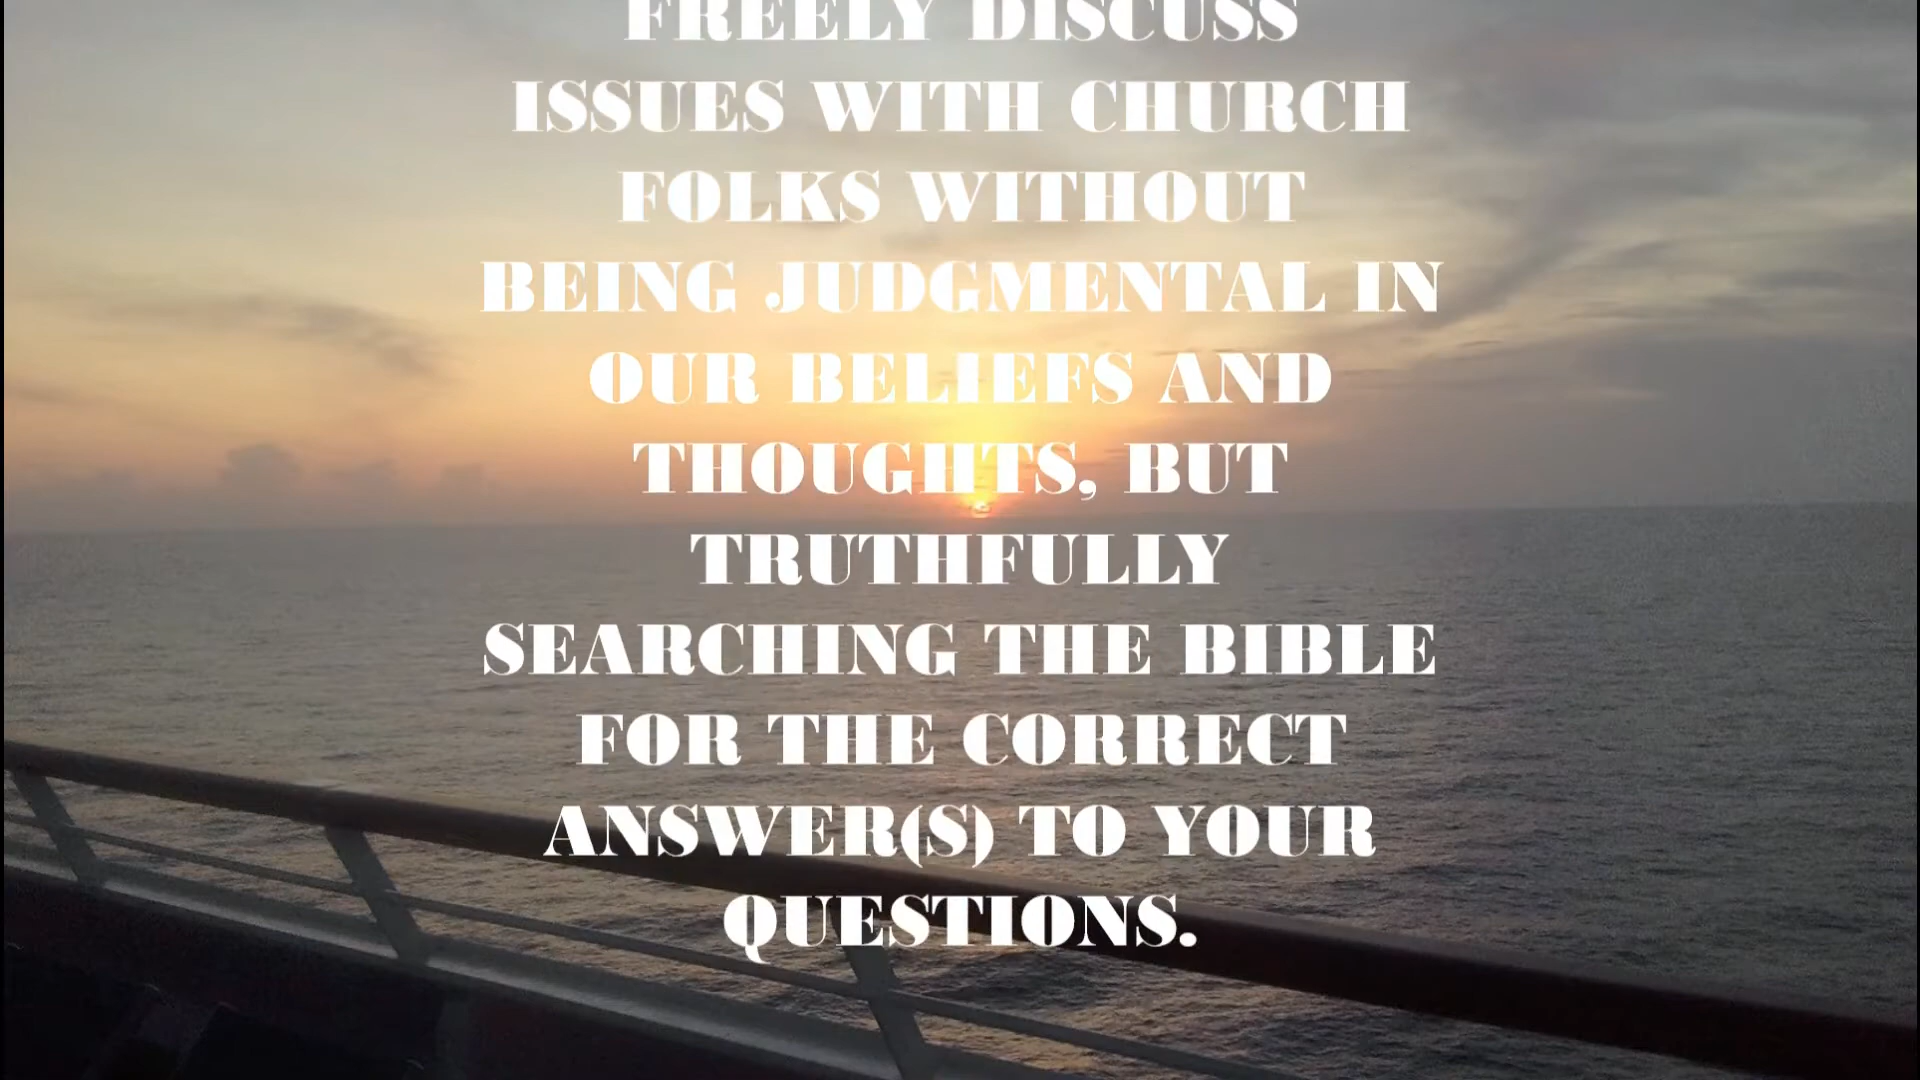 FREELY DISCUSS
ISSUES WITH CHURCH
FOLKS WITHOUT
BEING JUDGMENTAL IN
OUR BELIEFS AND
THOUGHTS, BUT
TRUTHFULLY
SEARCHING THE BIBLE
FOR THE CORRECT
ANSWER(S) TO YOUR
QUESTIONS.